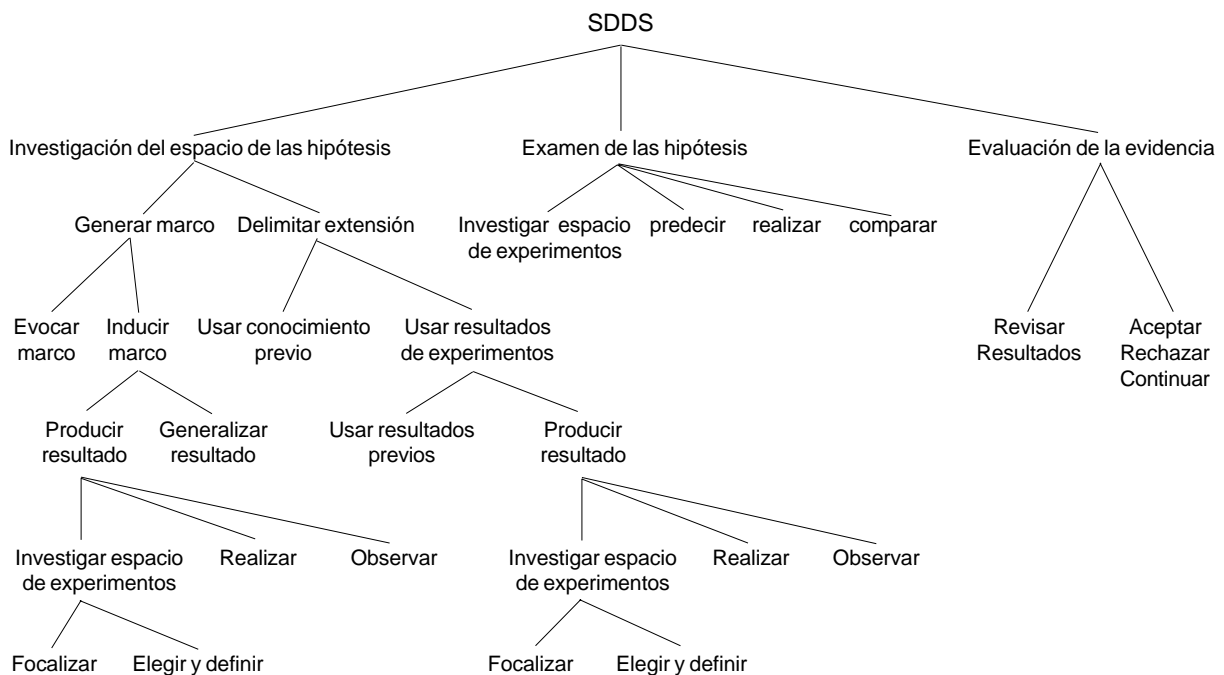 SDDS
Investigación del espacio de las hipótesis
Examen de las hipótesis
Evaluación de la evidencia
Generar marco
Delimitar extensión
Investigar espacio
de experimentos
predecir
realizar
comparar
Evocar
marco
Inducir
marco
Usar conocimiento
previo
Usar resultados
de experimentos
Revisar
Resultados
Aceptar
Rechazar
Continuar
Producir
resultado
Generalizar
resultado
Usar resultados
previos
Producir
resultado
Investigar espacio
de experimentos
Realizar
Observar
Investigar espacio
de experimentos
Realizar
Observar
Focalizar
Elegir y definir
Focalizar
Elegir y definir